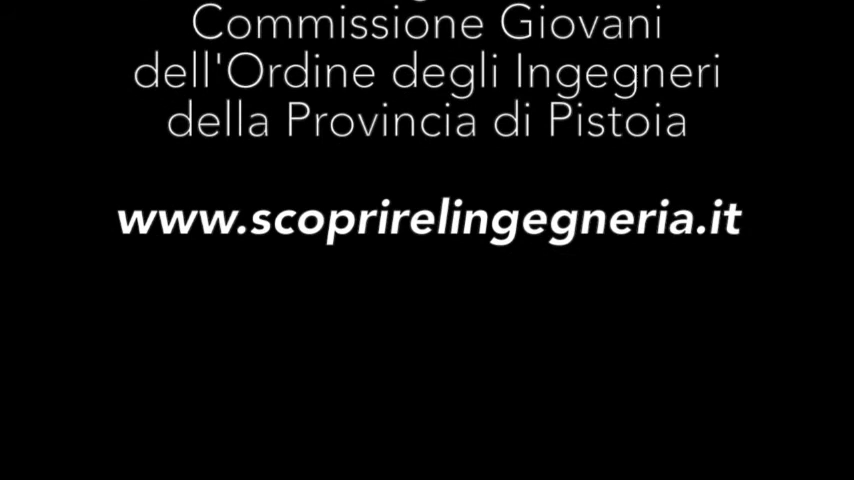 Commissione Giovani
dell'Ordine degli Ingegneri
della Provincia di Pistoia
www.scoprirelingegneria.it